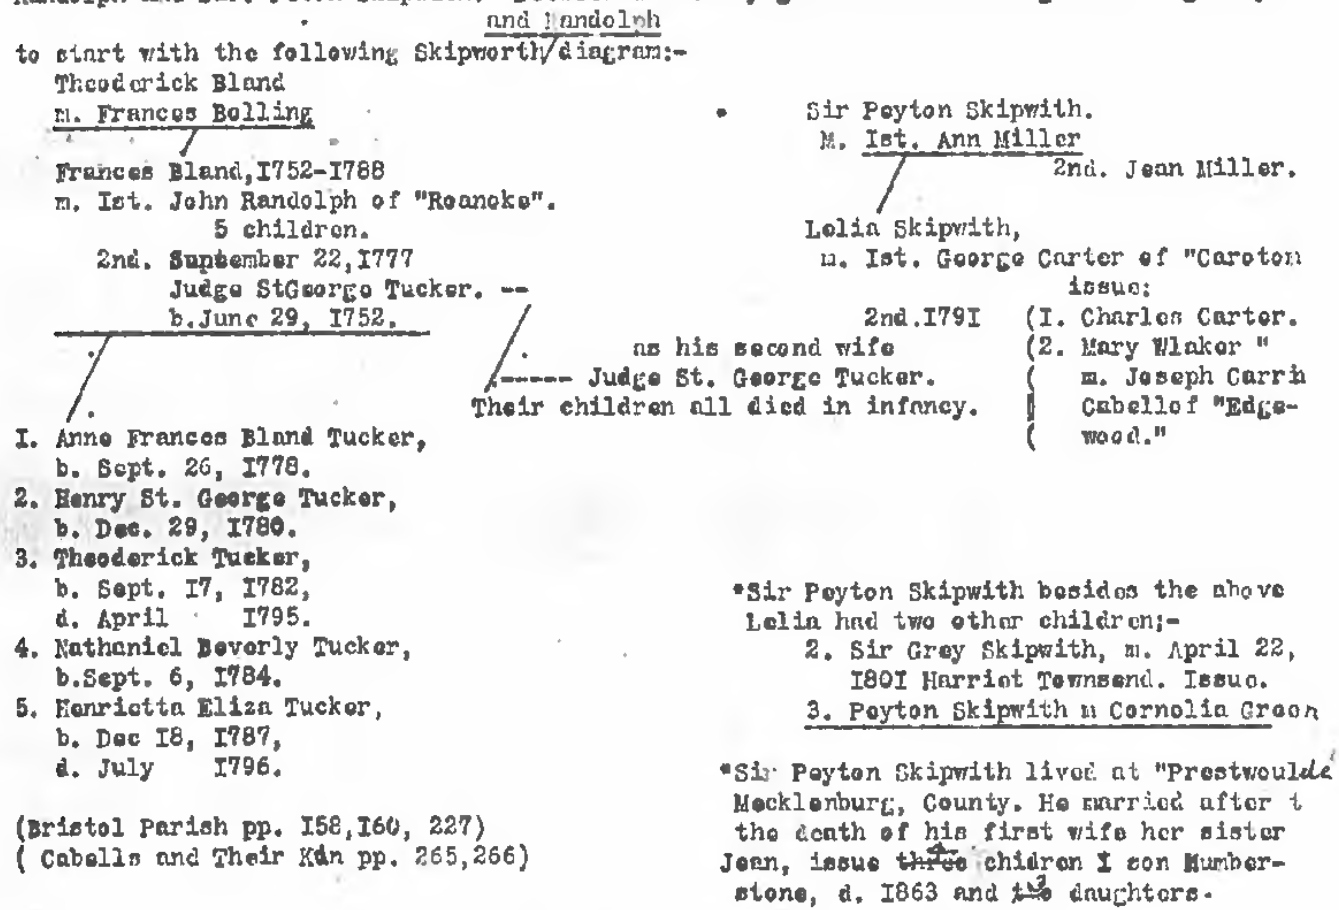 and Randolph
to start with the following Skipworth/diagram:-
Theoderick Bland
m. Frances Bolling
Frances Bland,I752-I788
m. Ist. John Randolph of "Roanoke".
5 children.
2nd. September 22,I777
Judge StGeorge Tucker. --
b.June 29, I752.
Sir Peyton Skipwith.
M. Ist. Ann Miller
2nd. Jean Miller.
Lelia Skipwith,
m. Ist. George Carter of "Coroton
issue:
2nd.I79I (I. Charles Carter.
as his second wife (2. Mary Wlaker "
.----- Judge St. George Tucker. ( m. Joseph Carrh
Their children all died in infancy. ( Cabellof "Edge-
( wood."
I. Anne Frances Bland Tucker,
b. Sept. 26, I778.
2. Henry St. George Tucker,
b. Dec. 29, I780.
3. Theoderick Tucker,
b. Sept. I7, I782,
d. April I795.
4. Nathaniel Beverly Tucker,
b.Sept. 6, I784.
5. Henrietta Eliza Tucker,
b. Dec I8, I787,
d. July I796.
(Bristol Parish pp. I58,I60, 227)
( Cabells and Their Kin pp. 265,266)
*Sir Peyton Skipwith besides the above
Lelia had two other children;-
2. Sir Grey Skipwith, m. April 22,
I80I Harriet Townsend. Issue.
3. Peyton Skipwith m Cornelia Green
*Sir Peyton Skipwith lived at "Prestwoulde
Mecklenburg, County. He married after t
the death of his first wife her sister
Jean, issue three 4 chidren I son Humber-
stone, d. I863 and 3 daughters.